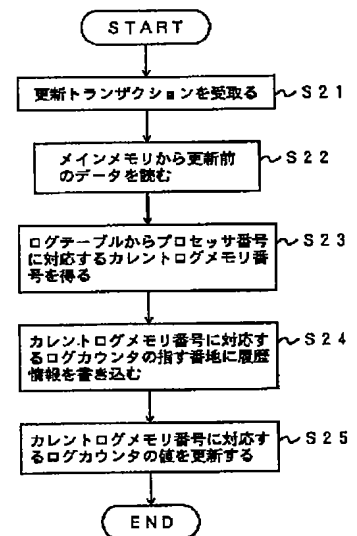 START
更新トランザクションを受取る
S21
メインメモリから更新前
のデータを読む
S22
ログテーブルからプロセッサ番号
に対応するカレントログメモリ番
号を得る
S23
カレントログメモリ番号に対応す
るログカウンタの指す番地に履歴
情報を書き込む
S24
カレントログメモリ番号に対応す
るログカウンタの値を更新する
S25
END